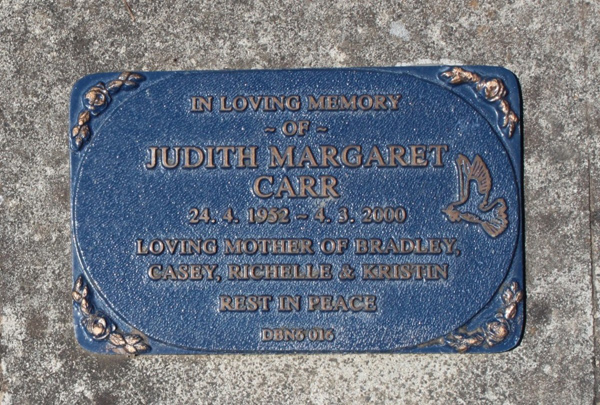 IN LOVING MEMORY
~ OF ~
JUDITH MARGARET
CARR
24. 4. 1952 ~ 4. 3. 2000
LOVING MOTHER OF BRADLEY,
CASEY, RICHELLE & KRISTIN
REST IN PEACE
DBN6 016